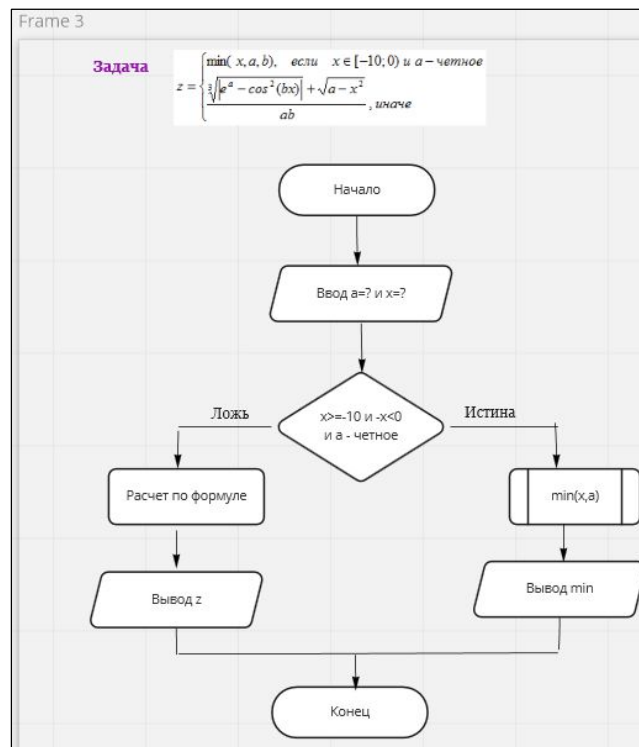 Frame 3
Задача
z = { min( x,a,b), если x ∈ [−10; 0) и a − четное
(∛|e^a − cos²(bx)| + √(a − x²)) / ab , иначе
Начало
Ввод a=? и x=?
x>=-10 и -x<0
и а - четное
Ложь
Истина
Расчет по формуле
min(x,a)
Вывод z
Вывод min
Конец